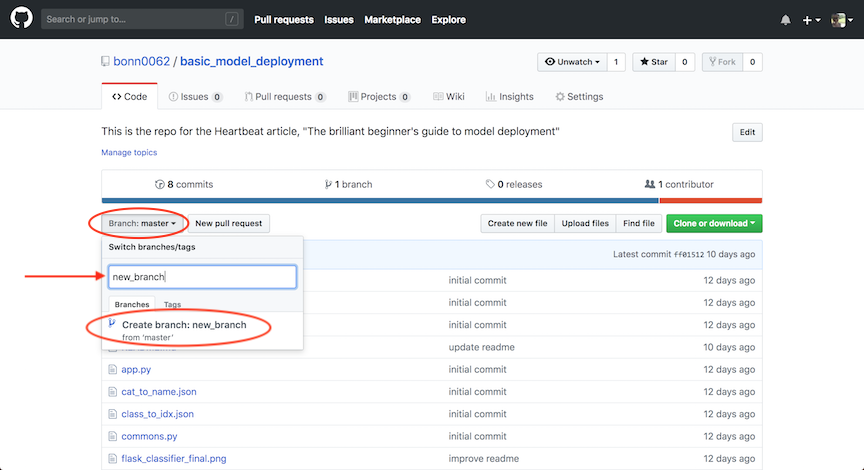 Search or jump to... /
Pull requests Issues Marketplace Explore
bonn0062 / basic_model_deployment
Unwatch 1 Star 0 Fork 0
Code Issues 0 Pull requests 0 Projects 0 Wiki Insights Settings
This is the repo for the Heartbeat article, "The brilliant beginner's guide to model deployment"
Edit
Manage topics
8 commits 1 branch 0 releases 1 contributor
Branch: master New pull request Create new file Upload files Find file Clone or download
Switch branches/tags
Latest commit ff01512 10 days ago
new_branch
initial commit 12 days ago
Branches Tags
initial commit 12 days ago
Create branch: new_branch
from 'master'
initial commit 12 days ago
update readme 10 days ago
app.py initial commit 12 days ago
cat_to_name.json initial commit 12 days ago
class_to_idx.json initial commit 12 days ago
commons.py initial commit 12 days ago
flask_classifier_final.png improve readme 12 days ago